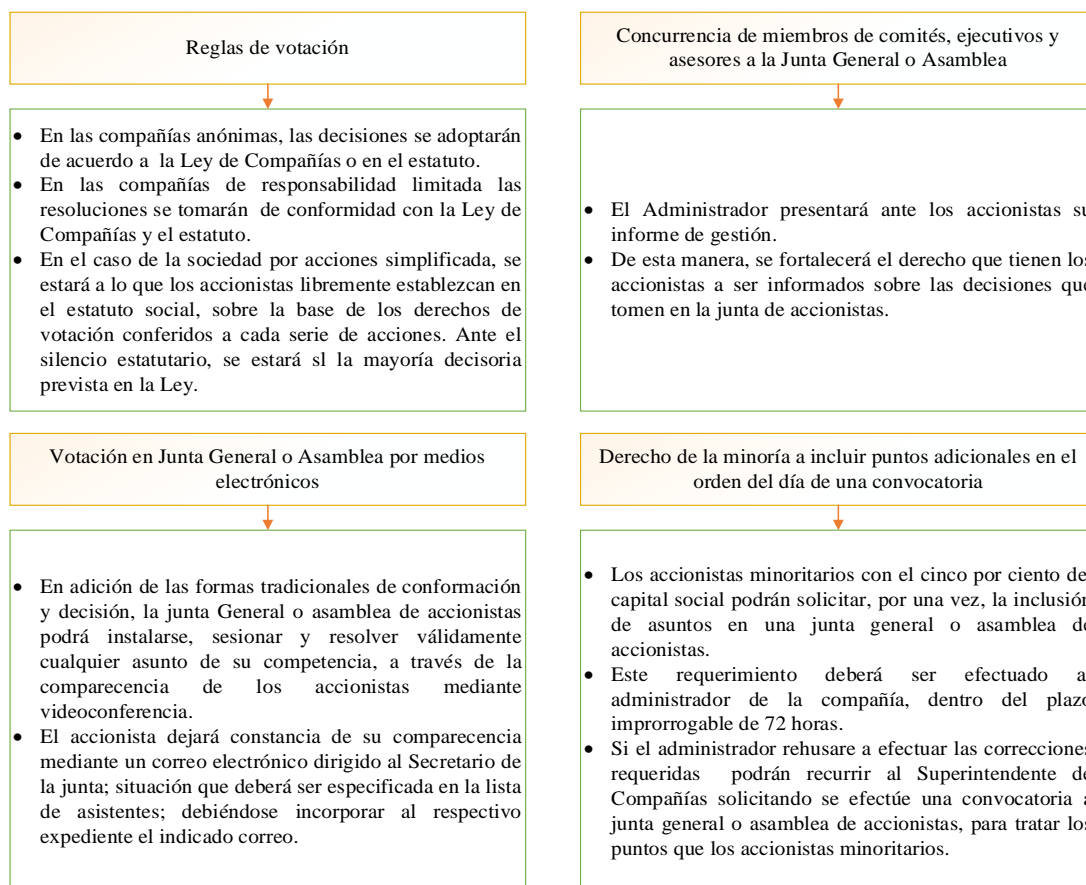 Reglas de votación
• En las compañías anónimas, las decisiones se adoptarán
de acuerdo a la Ley de Compañías o en el estatuto.
• En las compañías de responsabilidad limitada las
resoluciones se tomarán de conformidad con la Ley de
Compañías y el estatuto.
• En el caso de la sociedad por acciones simplificada, se
estará a lo que los accionistas libremente establezcan en
el estatuto social, sobre la base de los derechos de
votación conferidos a cada serie de acciones. Ante el
silencio estatutario, se estará sl la mayoría decisoria
prevista en la Ley.
Concurrencia de miembros de comités, ejecutivos y
asesores a la Junta General o Asamblea
• El Administrador presentará ante los accionistas su
informe de gestión.
• De esta manera, se fortalecerá el derecho que tienen los
accionistas a ser informados sobre las decisiones que
tomen en la junta de accionistas.
Votación en Junta General o Asamblea por medios
electrónicos
• En adición de las formas tradicionales de conformación
y decisión, la junta General o asamblea de accionistas
podrá instalarse, sesionar y resolver válidamente
cualquier asunto de su competencia, a través de la
comparecencia de los accionistas mediante
videoconferencia.
• El accionista dejará constancia de su comparecencia
mediante un correo electrónico dirigido al Secretario de
la junta; situación que deberá ser especificada en la lista
de asistentes; debiéndose incorporar al respectivo
expediente el indicado correo.
Derecho de la minoría a incluir puntos adicionales en el
orden del día de una convocatoria
• Los accionistas minoritarios con el cinco por ciento de
capital social podrán solicitar, por una vez, la inclusión
de asuntos en una junta general o asamblea de
accionistas.
• Este requerimiento deberá ser efectuado a
administrador de la compañía, dentro del plazo
improrrogable de 72 horas.
• Si el administrador rehusare a efectuar las correcciones
requeridas podrán recurrir al Superintendente de
Compañías solicitando se efectúe una convocatoria a
junta general o asamblea de accionistas, para tratar los
puntos que los accionistas minoritarios.